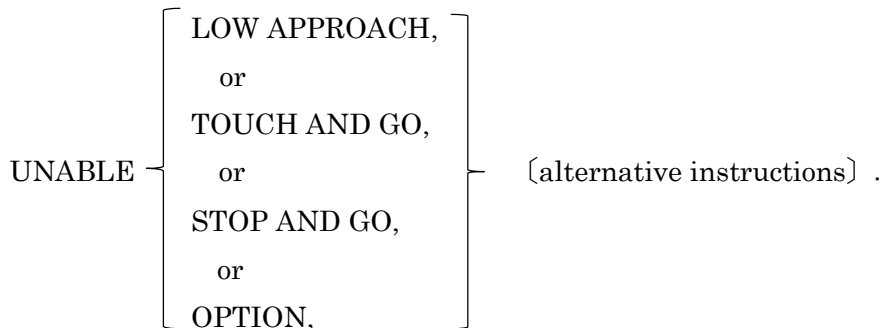 LOW APPROACH,
or
TOUCH AND GO,
UNABLE or 〔alternative instructions〕.
STOP AND GO,
or
OPTION,